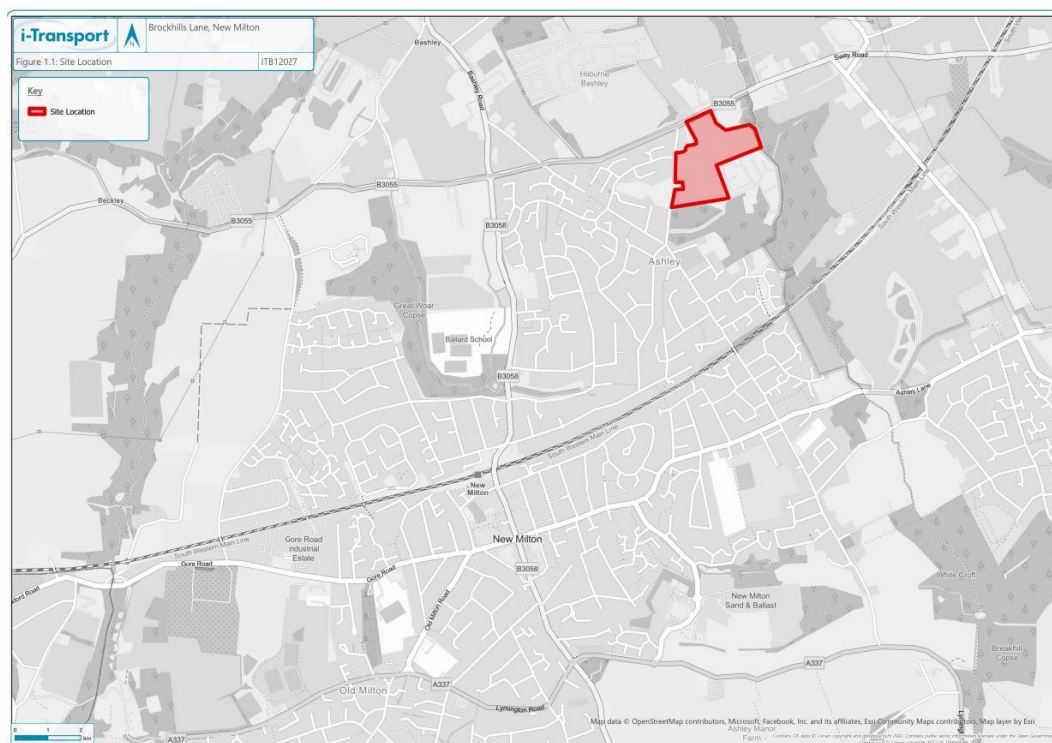 i-Transport
N
Brockhills Lane, New Milton
Figure 1.1: Site Location
ITB12027
Key
Site Location
Bashley
Bashley Road
Hoburne
Bashley
Sway Road
B3055
South Western Main Line
B3055
Beckley
B3055
B3058
Ashley
Great Woar
Copse
Ballard School
B3058
Ashley Lane
South Western Main Line
New
Milton
South Western Main Line
Gore Road
Industrial
Estate
New Milton
Gore Road
Gore Road
B3058
Old Milton Road
New Milton
Sand & Ballast
White Croft
Breakhill
Copse
A337
A337
Old Milton
Lymington Road
A337
Ashley Manor
Farm
Map data © OpenStreetMap contributors, Microsoft, Facebook, Inc. and its affiliates, Esri Community Maps contributors, Map layer by Esri
0 1 2
km